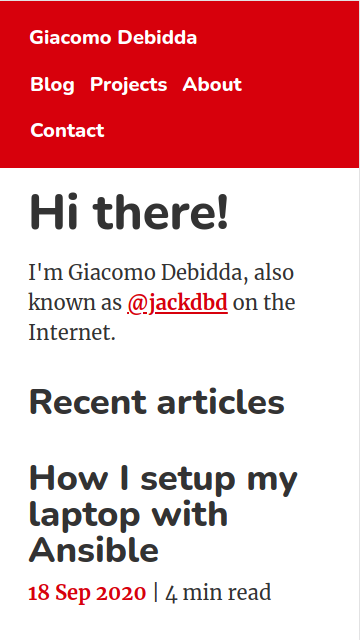 Giacomo Debidda
Blog Projects About
Contact
Hi there!
I'm Giacomo Debidda, also
known as @jackdbd on the
Internet.
Recent articles
How I setup my
laptop with
Ansible
18 Sep 2020 | 4 min read